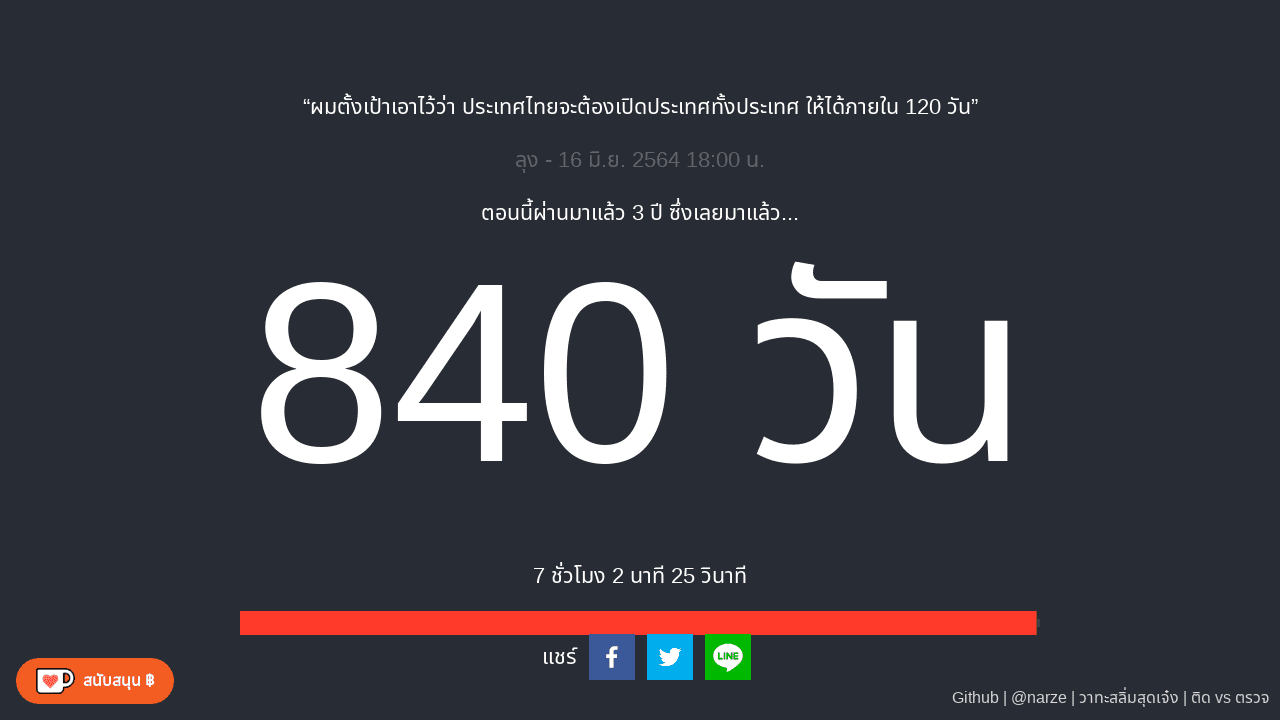 “ผมตั้งเป้าเอาไว้ว่า ประเทศไทยจะต้องเปิดประเทศทั้งประเทศ ให้ได้ภายใน 120 วัน”
ลุง - 16 มิ.ย. 2564 18:00 น.
ตอนนี้ผ่านมาแล้ว 3 ปี ซึ่งเลยมาแล้ว...
840 วัน
7 ชั่วโมง 2 นาที 25 วินาที
แชร์
LINE
สนับสนุน ฿
Github | @narze | วาทะสลิ่มสุดเจ๋ง | ติด vs ตรวจ